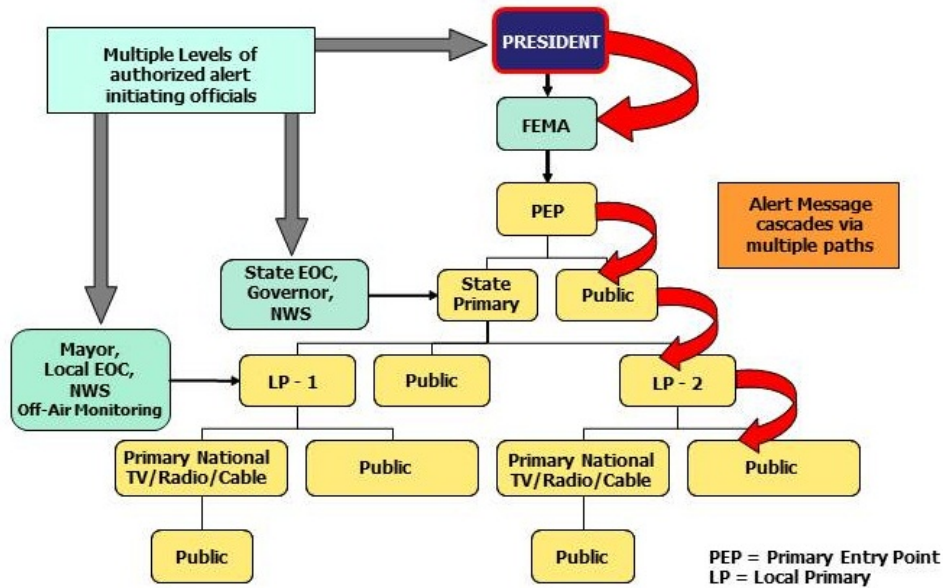 Multiple Levels of
authorized alert
initiating officials
PRESIDENT
FEMA
PEP
Alert Message
cascades via
multiple paths
State EOC,
Governor,
NWS
State
Primary
Public
Mayor,
Local EOC,
NWS
Off-Air Monitoring
LP - 1
Public
LP - 2
Primary National
TV/Radio/Cable
Public
Primary National
TV/Radio/Cable
Public
Public
Public
PEP = Primary Entry Point
LP = Local Primary